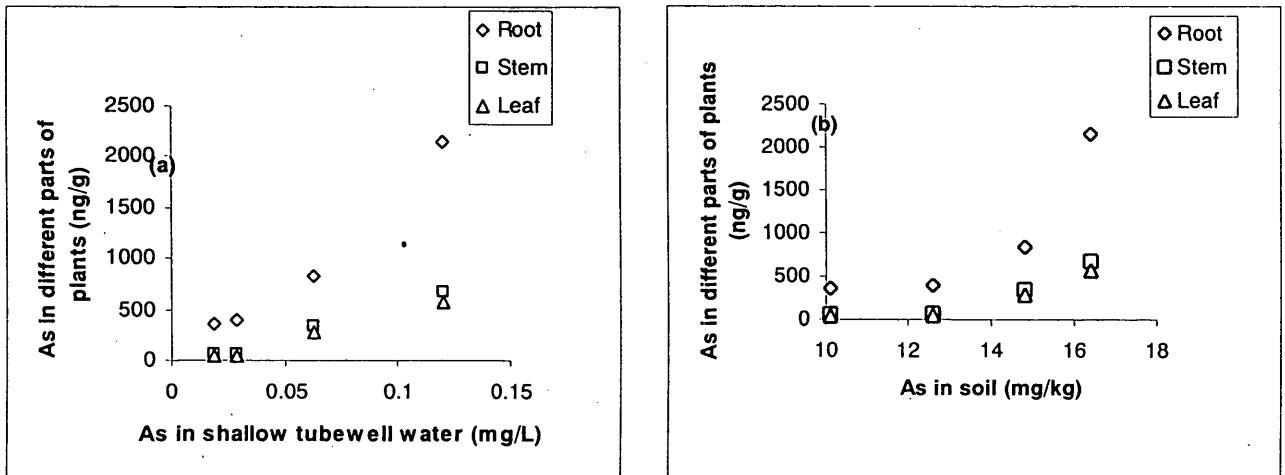 Root
Stem
Leaf
As in different parts of
plants (ng/g)
2500
2000
1500
1000
500
0
(a)
0
0.05
0.1
0.15
As in shallow tubewell water (mg/L)
Root
Stem
Leaf
As in different parts of plants
(ng/g)
2500
2000
1500
1000
500
0
(b)
10
12
14
16
18
As in soil (mg/kg)